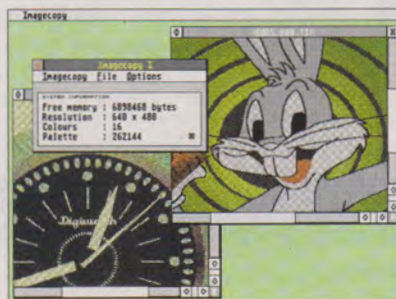 Imagecopy
Imagecopy 2
Imagecopy File Options
SYSTEM INFORMATION
Free memory : 6898468 bytes
Resolution : 640 x 480
Colours : 16
Palette : 262144